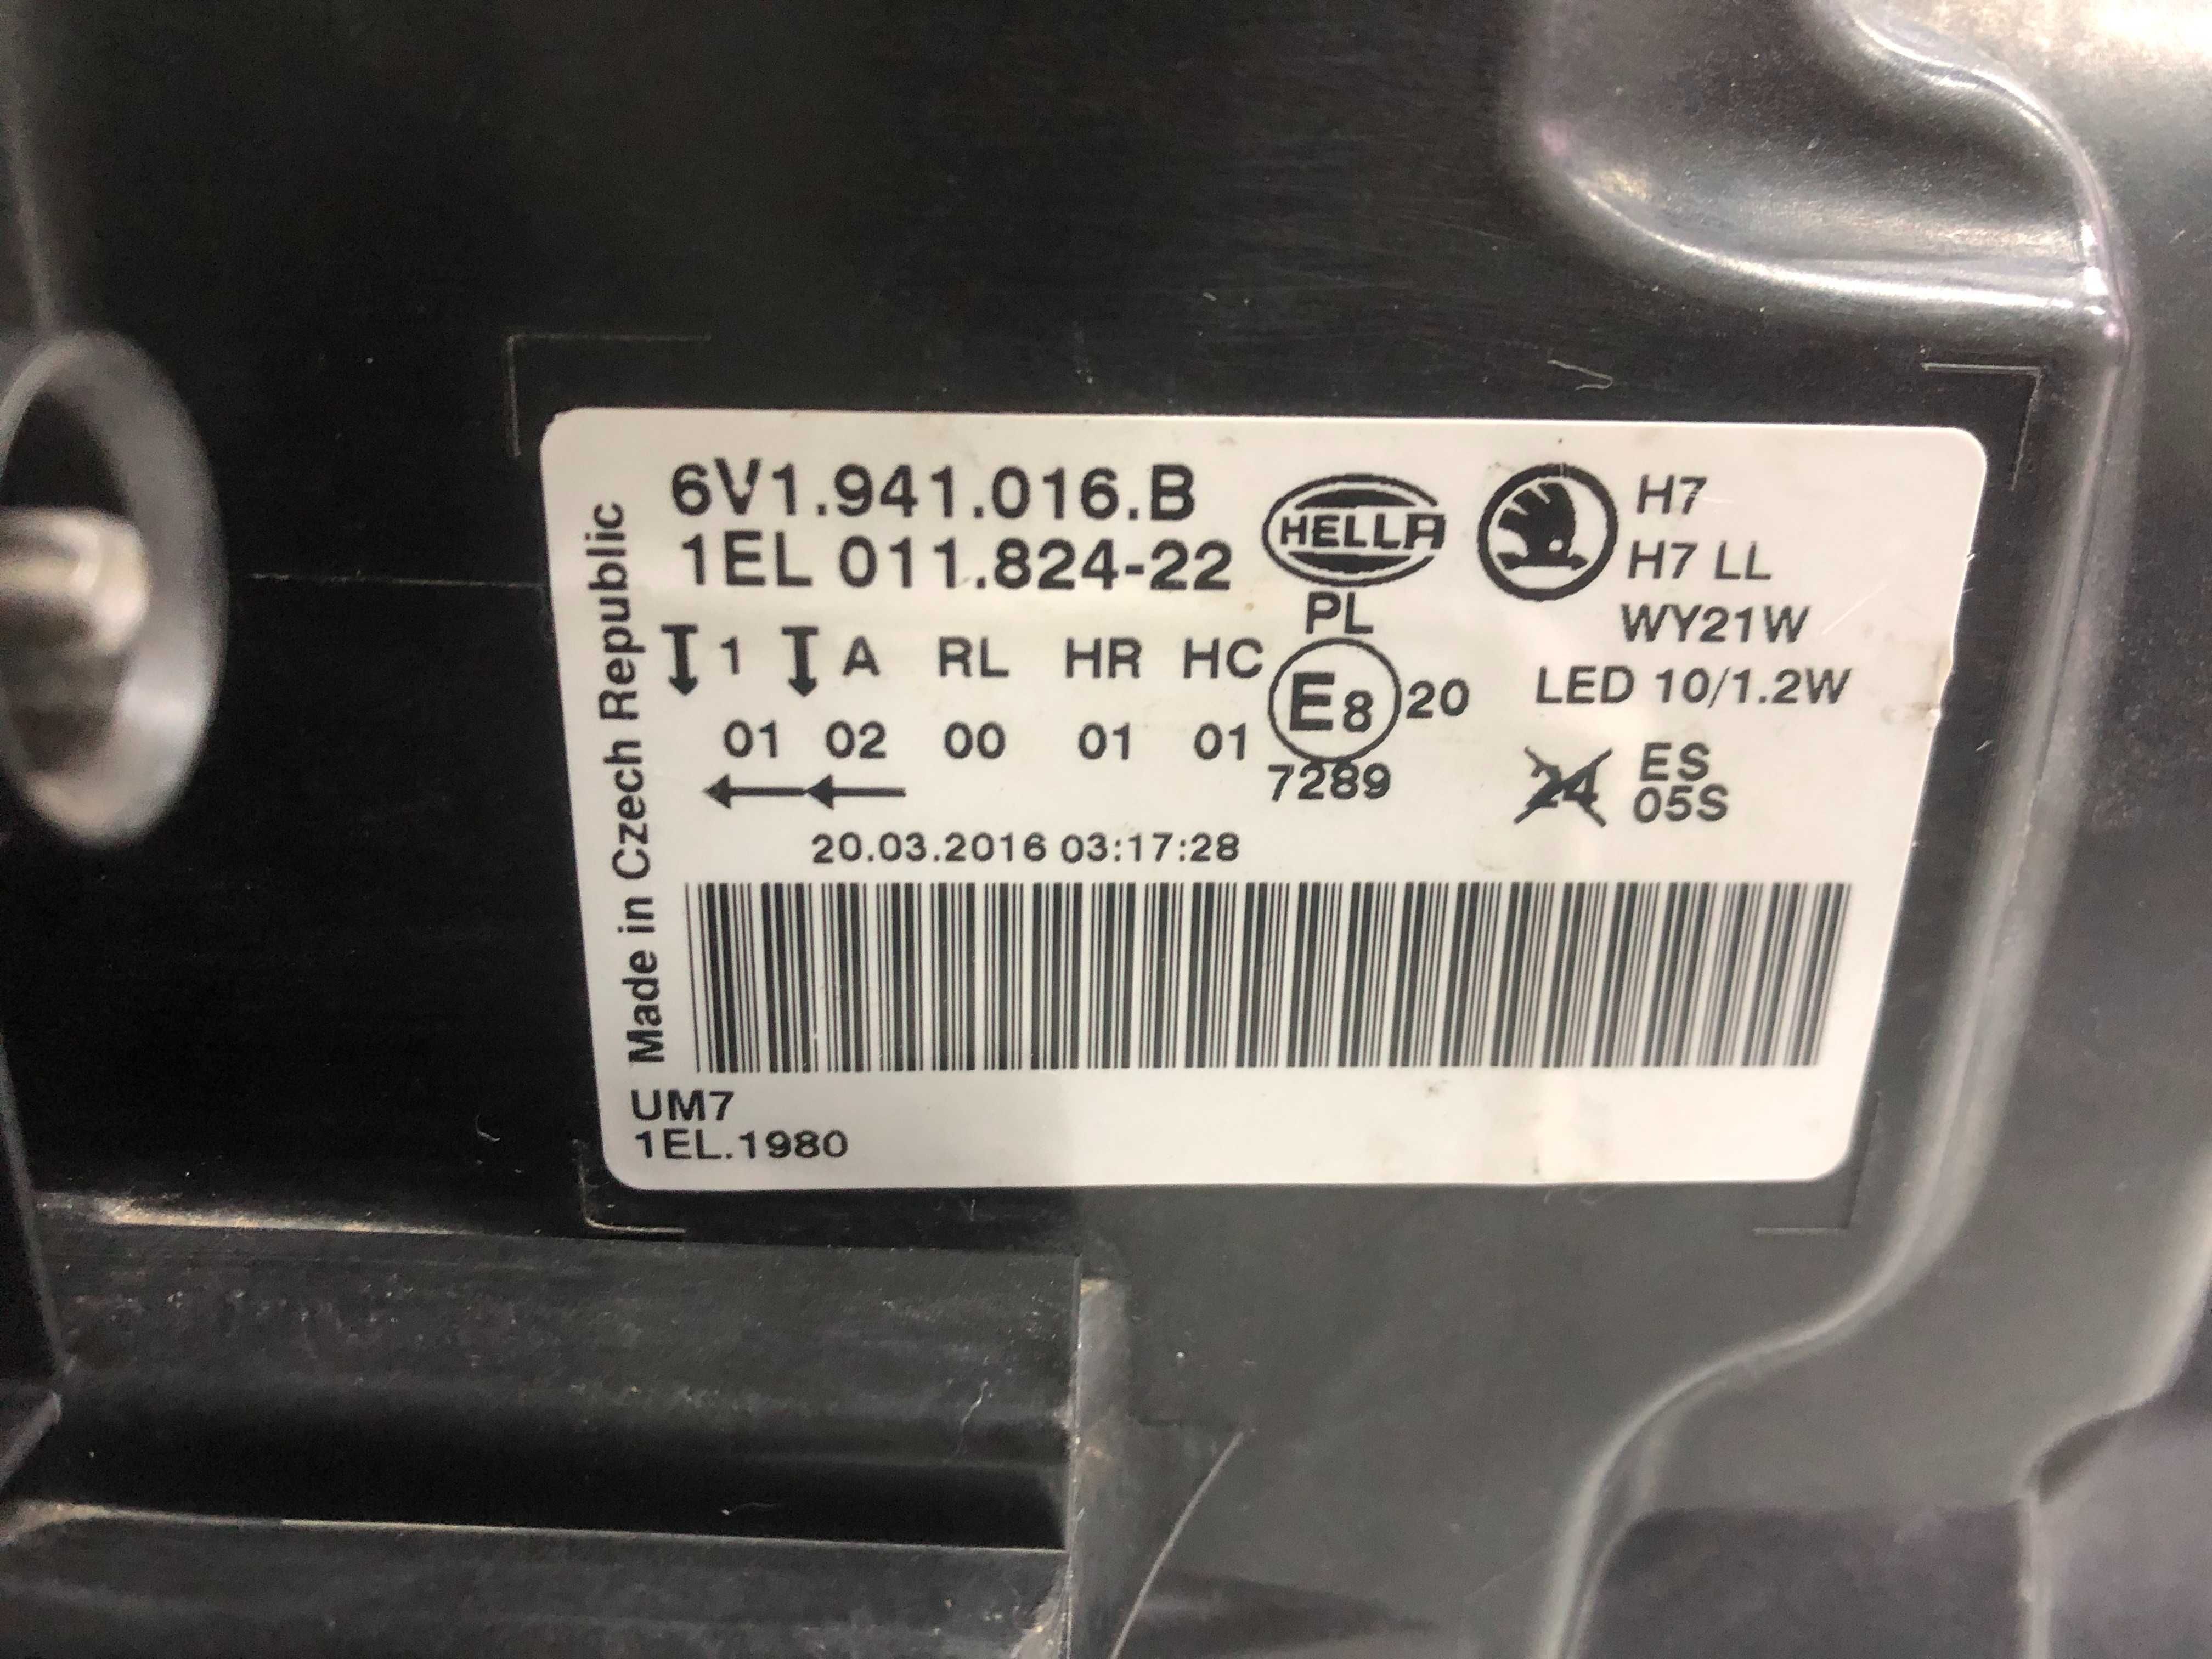 6V1.941.016.B
1EL 011.824-22
HELLA
H7
H7 LL
WY21W
LED 10/1.2W
PL
1 A RL HR HC
E8 20
01 02 00 01 01
7289
24 ES
05S
20.03.2016 03:17:28
Made in Czech Republic
UM7
1EL.1980